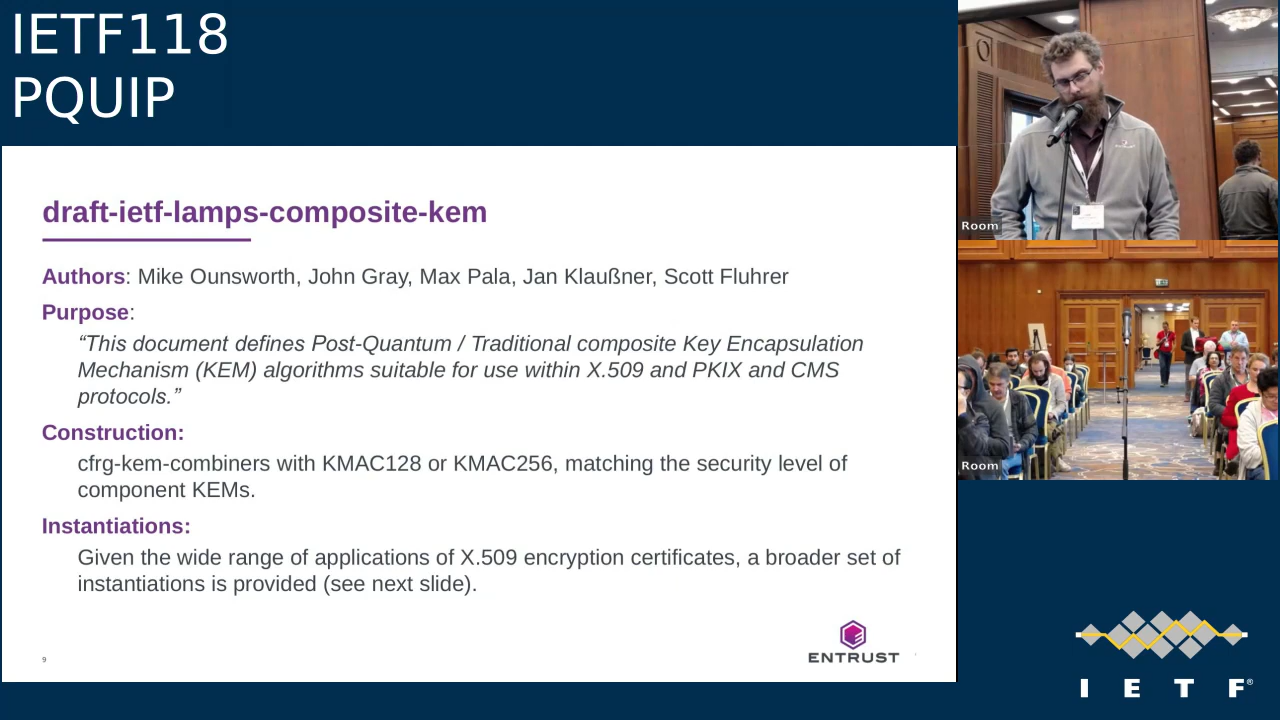 IETF118
PQUIP
draft-ietf-lamps-composite-kem
Authors: Mike Ounsworth, John Gray, Max Pala, Jan Klaußner, Scott Fluhrer
Purpose:
“This document defines Post-Quantum / Traditional composite Key Encapsulation
Mechanism (KEM) algorithms suitable for use within X.509 and PKIX and CMS
protocols.”
Construction:
cfrg-kem-combiners with KMAC128 or KMAC256, matching the security level of
component KEMs.
Instantiations:
Given the wide range of applications of X.509 encryption certificates, a broader set of
instantiations is provided (see next slide).
9
ENTRUST
ENTRUST
Room
Room
I E T F®